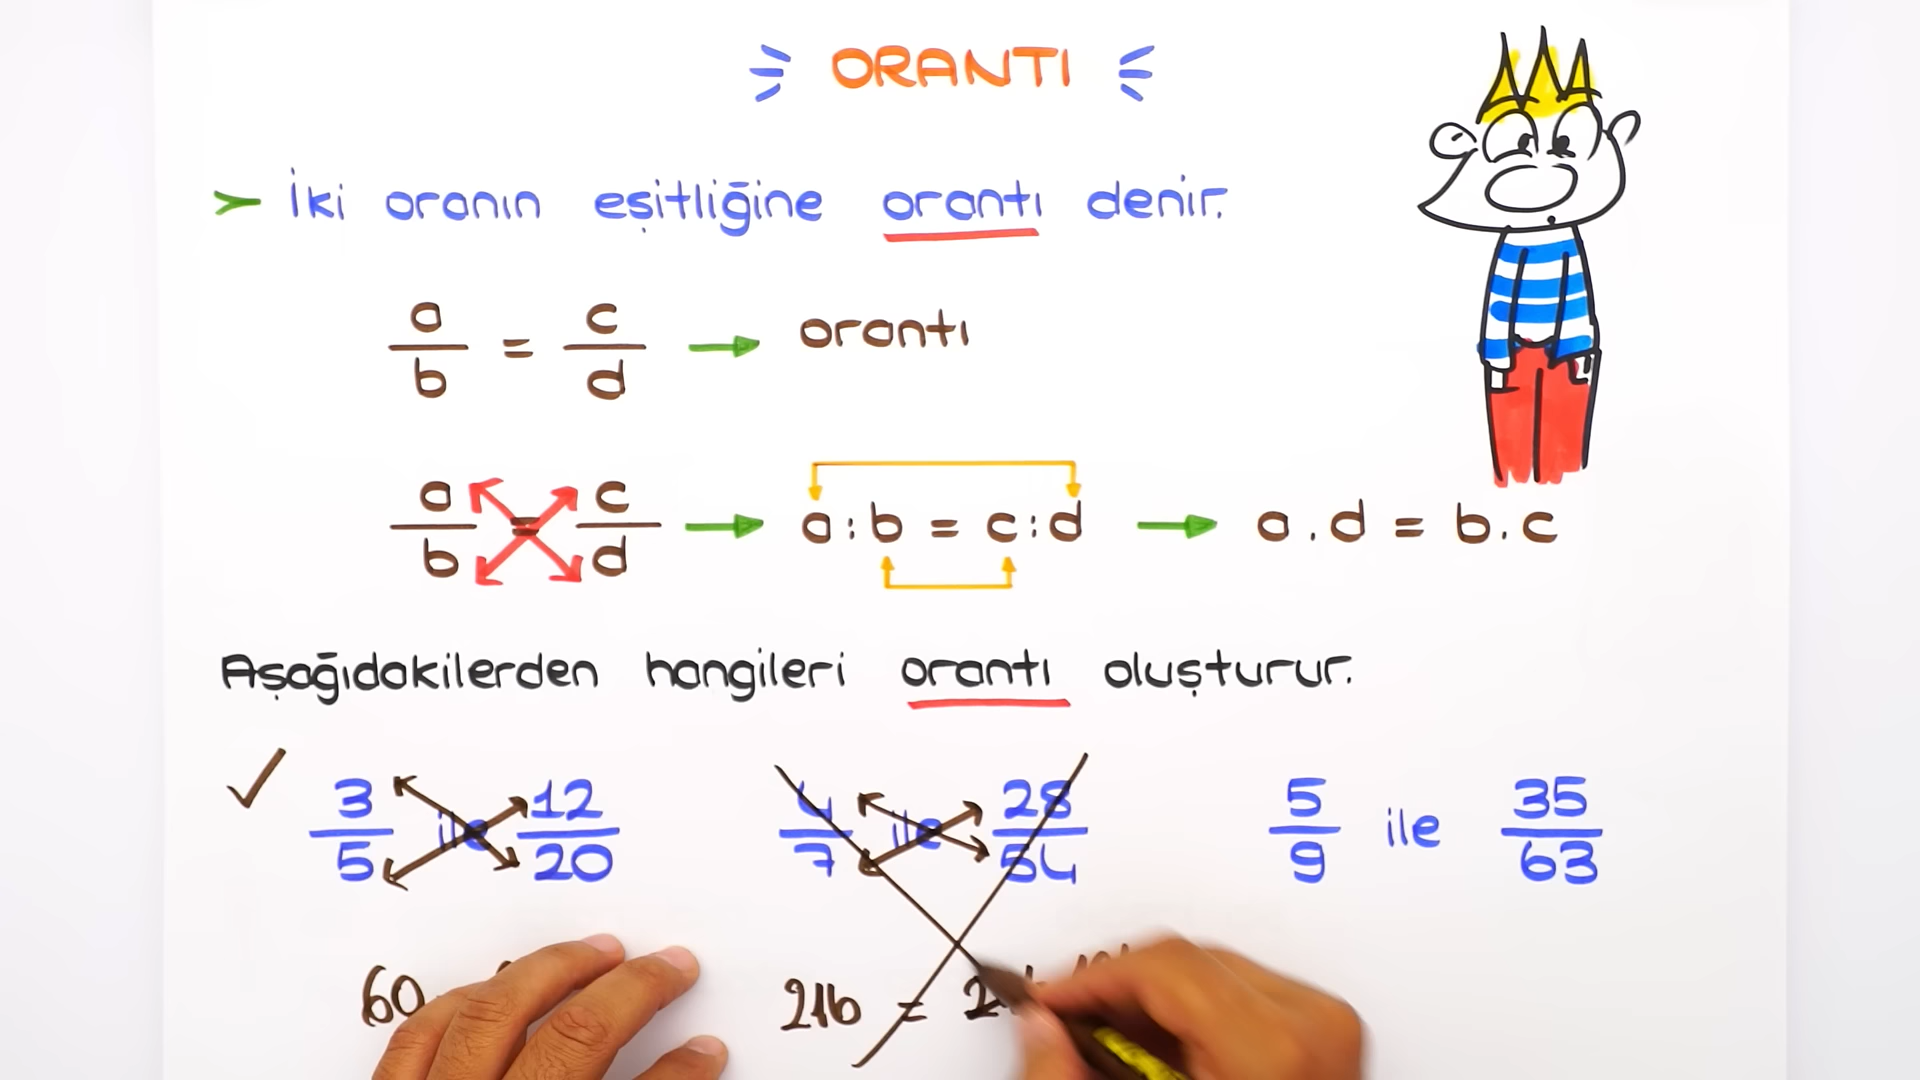 ORANTI
İki oranın eşitliğine orantı denir.
a/b = c/d → orantı
a/b = c/d → a : b = c : d → a . d = b . c
Aşağıdakilerden hangileri orantı oluşturur.
✓ 3/5 ile 12/20 4/7 ile 28/54 5/9 ile 35/63
60 216 =